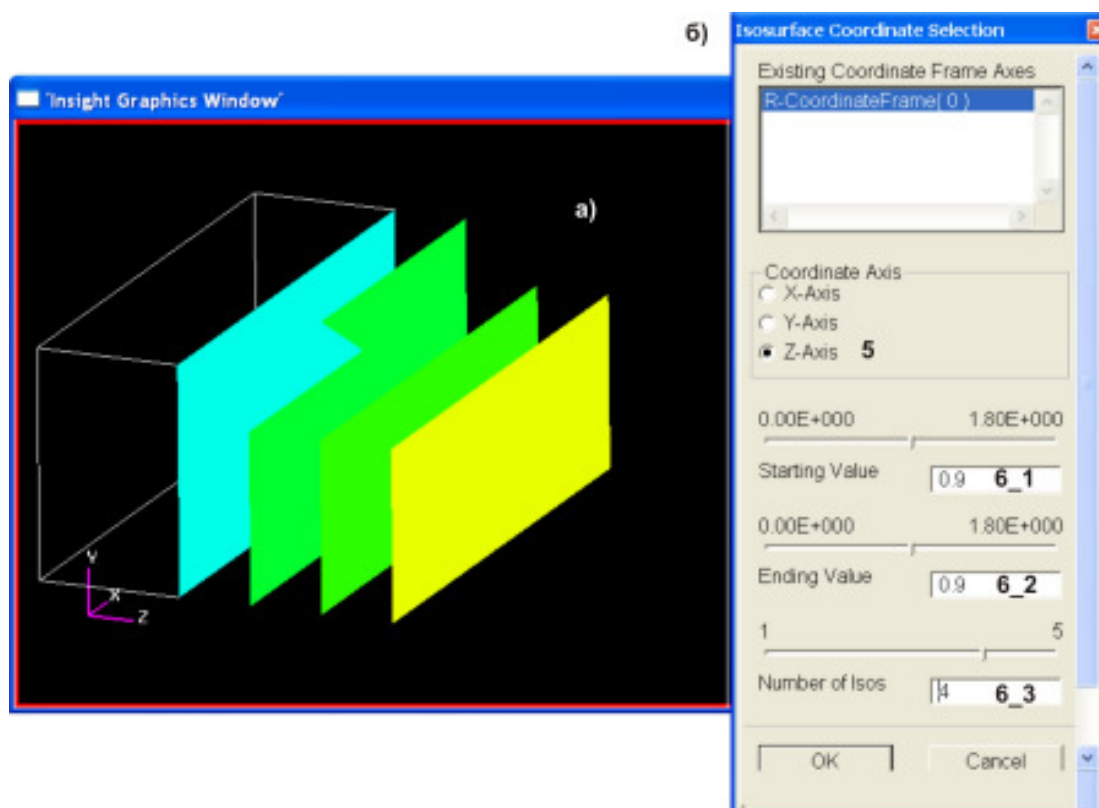 б)
Isosurface Coordinate Selection
Existing Coordinate Frame Axes
R-CoordinateFrame( 0 )
"Insight Graphics Window"
а)
Coordinate Axis
X-Axis
Y-Axis
Z-Axis 5
0.00E+000 1.80E+000
Starting Value 0.9 6_1
0.00E+000 1.80E+000
Ending Value 0.9 6_2
1 5
Number of Isos 4 6_3
OK Cancel
Y
X
Z